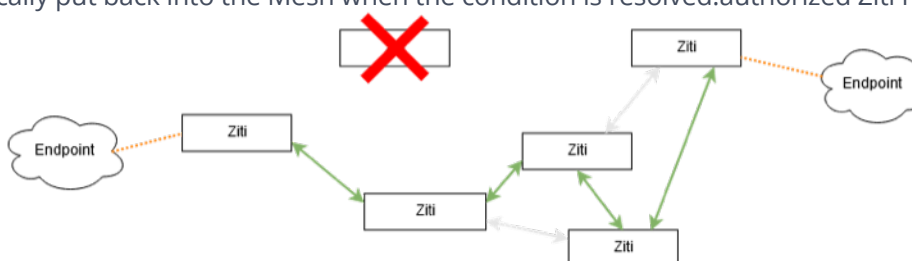 cally put back into the Mesh when the condition is resolved.authorized Ziti
Ziti
Endpoint
Ziti
Endpoint
Ziti
Ziti
Ziti